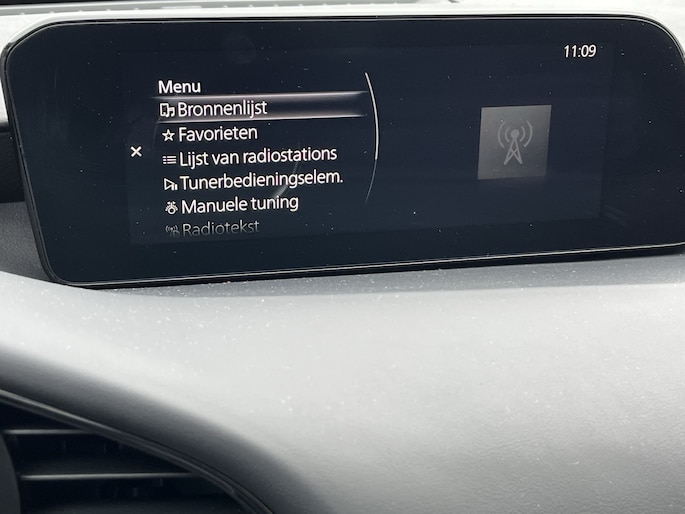 11:09
Menu
Bronnenlijst
Favorieten
Lijst van radiostations
Tunerbedieningselem.
Manuele tuning
Radiotekst